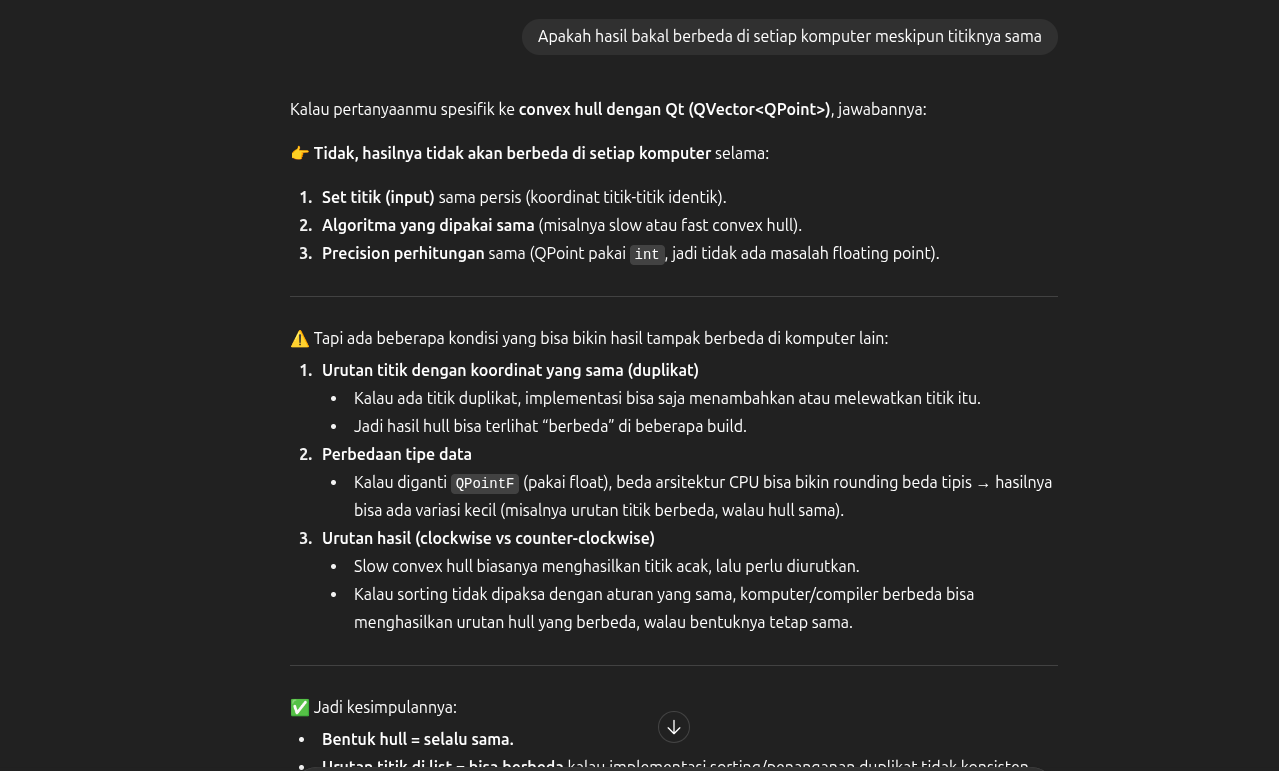 Apakah hasil bakal berbeda di setiap komputer meskipun titiknya sama
Kalau pertanyaanmu spesifik ke convex hull dengan Qt (QVector<QPoint>), jawabannya:
👉 Tidak, hasilnya tidak akan berbeda di setiap komputer selama:
1. Set titik (input) sama persis (koordinat titik-titik identik).
2. Algoritma yang dipakai sama (misalnya slow atau fast convex hull).
3. Precision perhitungan sama (QPoint pakai int, jadi tidak ada masalah floating point).
⚠️ Tapi ada beberapa kondisi yang bisa bikin hasil tampak berbeda di komputer lain:
1. Urutan titik dengan koordinat yang sama (duplikat)
• Kalau ada titik duplikat, implementasi bisa saja menambahkan atau melewatkan titik itu.
• Jadi hasil hull bisa terlihat “berbeda” di beberapa build.
2. Perbedaan tipe data
• Kalau diganti QPointF (pakai float), beda arsitektur CPU bisa bikin rounding beda tipis → hasilnya
bisa ada variasi kecil (misalnya urutan titik berbeda, walau hull sama).
3. Urutan hasil (clockwise vs counter-clockwise)
• Slow convex hull biasanya menghasilkan titik acak, lalu perlu diurutkan.
• Kalau sorting tidak dipaksa dengan aturan yang sama, komputer/compiler berbeda bisa
menghasilkan urutan hull yang berbeda, walau bentuknya tetap sama.
✅ Jadi kesimpulannya:
• Bentuk hull = selalu sama.
• Urutan titik di list = bisa berbeda kalau implementasi sorting/penanganan duplikat tidak konsisten.